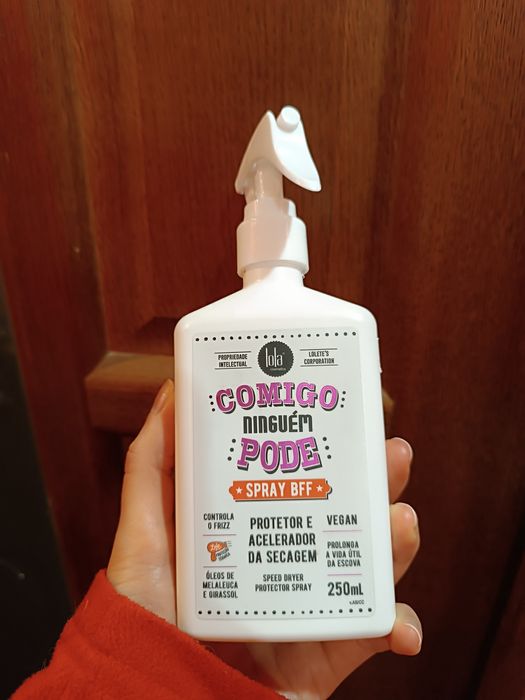 PROPRIEDADE
INTELECTUAL
lola
cosmetics
LOLETE'S
CORPORATION
COMIGO
NINGUÉM
PODE
SPRAY BFF
CONTROLA
O FRIZZ
ÓLEOS DE
MELALEUCA
E GIRASSOL
PROTETOR E
ACELERADOR
DA SECAGEM
SPEED DRYER
PROTECTOR SPRAY
VEGAN
PROLONGA
A VIDA ÚTIL
DA ESCOVA
250mL